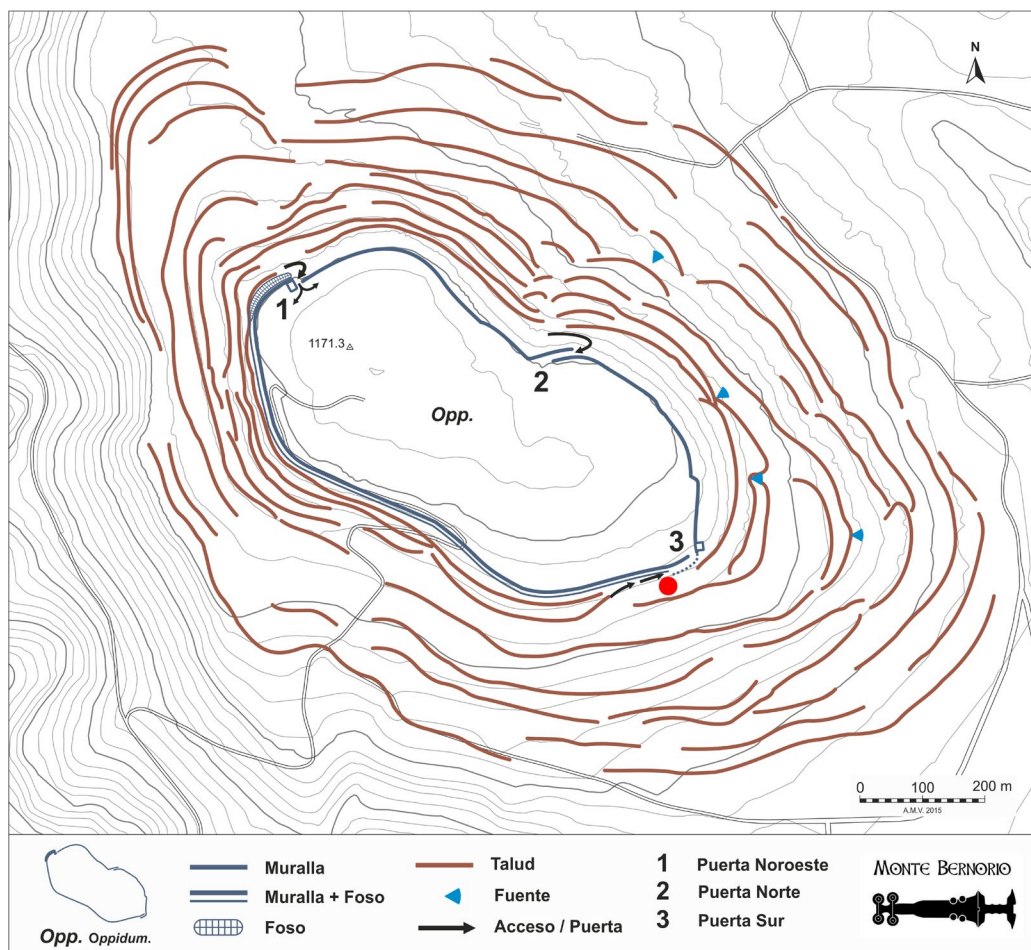 N
1
1171.3
2
Opp.
3
0 100 200 m
A.M.V. 2015
Opp. Oppidum.
Muralla
Muralla + Foso
Foso
Talud
Fuente
Acceso / Puerta
1 Puerta Noroeste
2 Puerta Norte
3 Puerta Sur
MONTE BERNORIO